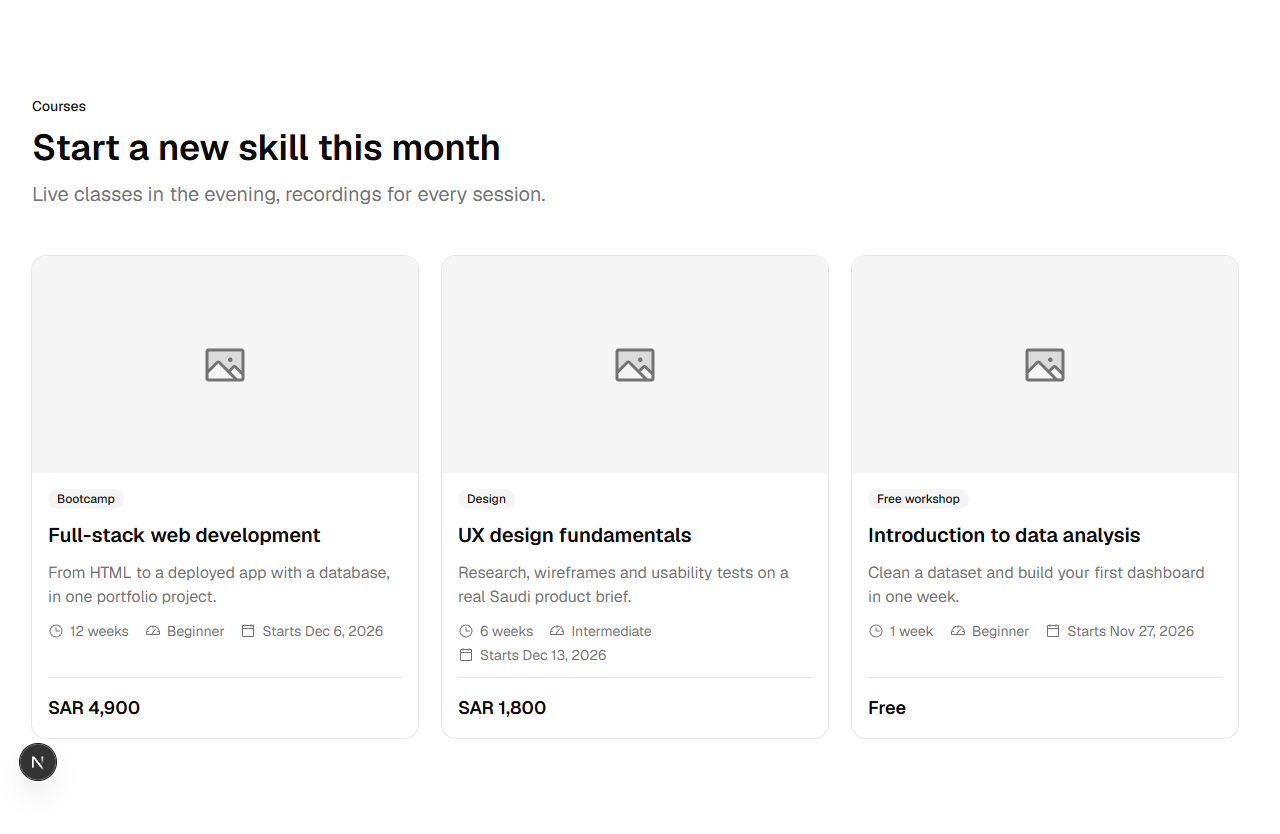 Courses
Start a new skill this month
Live classes in the evening, recordings for every session.
Bootcamp
Full-stack web development
From HTML to a deployed app with a database,
in one portfolio project.
12 weeks Beginner Starts Dec 6, 2026
SAR 4,900
Design
UX design fundamentals
Research, wireframes and usability tests on a
real Saudi product brief.
6 weeks Intermediate
Starts Dec 13, 2026
SAR 1,800
Free workshop
Introduction to data analysis
Clean a dataset and build your first dashboard
in one week.
1 week Beginner Starts Nov 27, 2026
Free
N